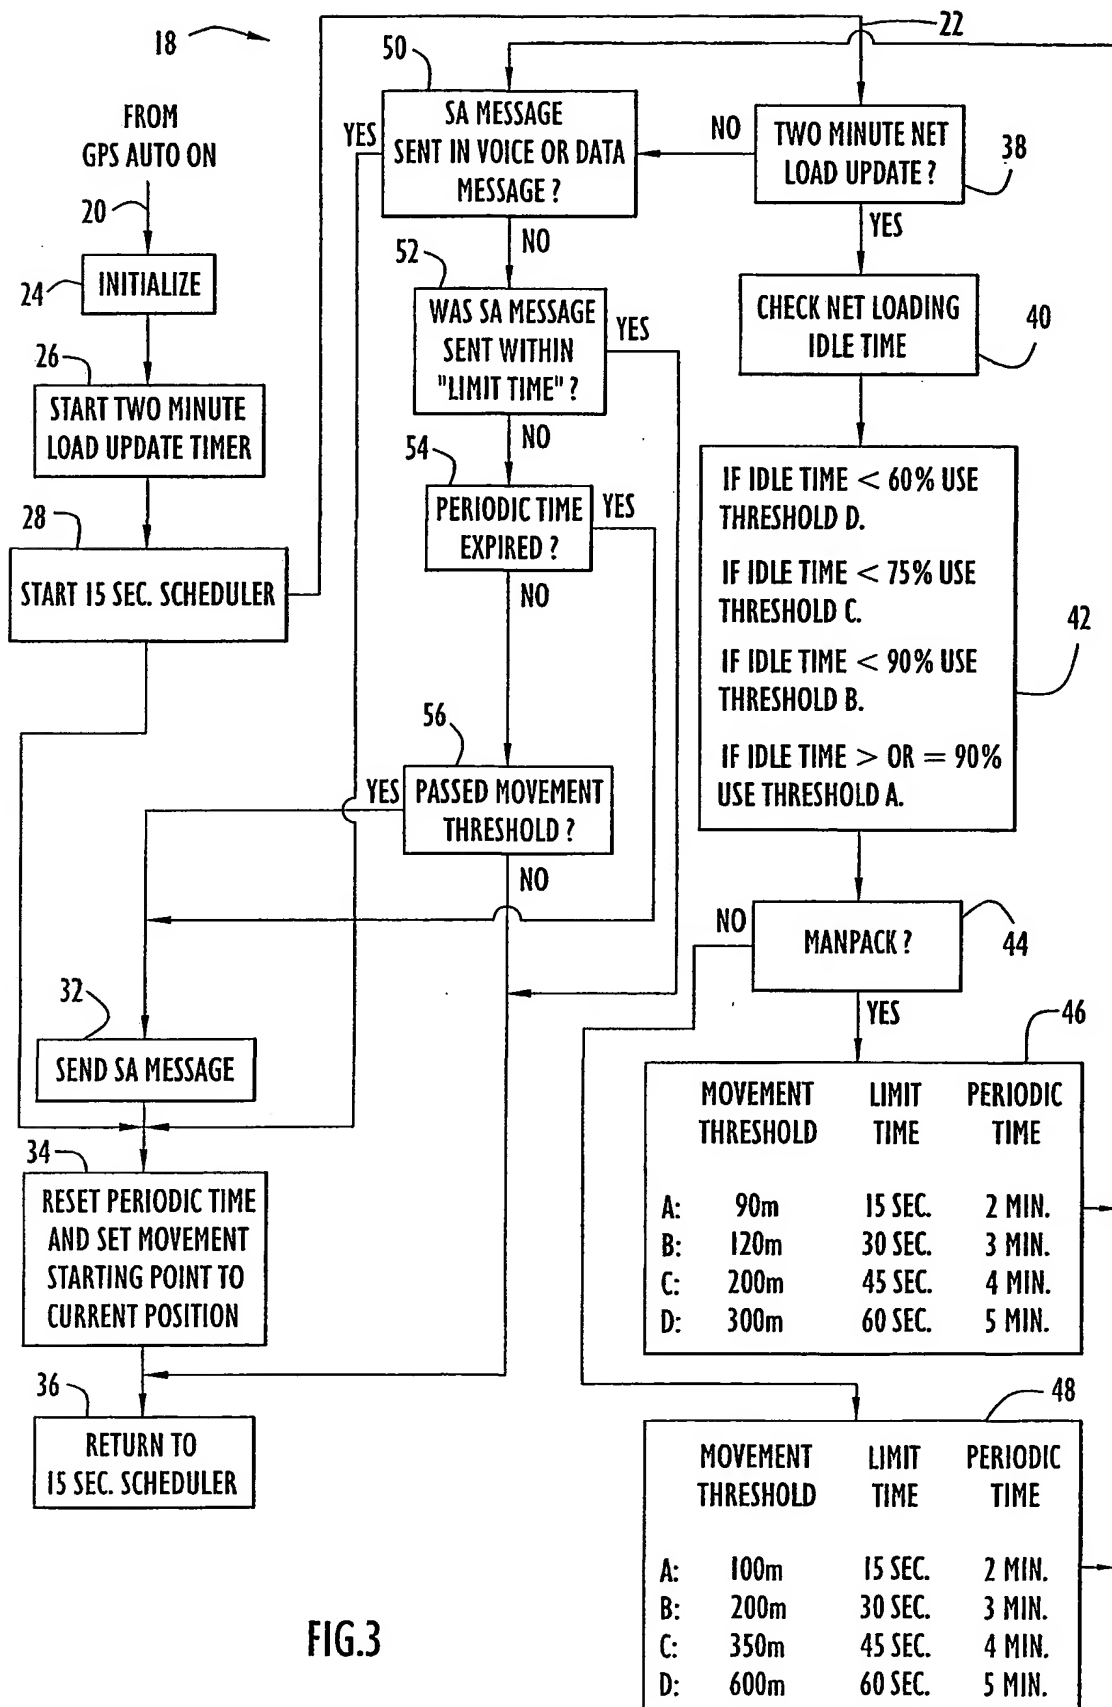 18
FROM
GPS AUTO ON
20
24
INITIALIZE
26
START TWO MINUTE
LOAD UPDATE TIMER
28
START 15 SEC. SCHEDULER
32
SEND SA MESSAGE
34
RESET PERIODIC TIME
AND SET MOVEMENT
STARTING POINT TO
CURRENT POSITION
36
RETURN TO
15 SEC. SCHEDULER
50
YES
SA MESSAGE
SENT IN VOICE OR DATA
MESSAGE ?
NO
52
WAS SA MESSAGE
SENT WITHIN
"LIMIT TIME" ?
YES
NO
54
PERIODIC TIME
EXPIRED ?
YES
NO
56
YES
PASSED MOVEMENT
THRESHOLD ?
NO
22
NO
TWO MINUTE NET
LOAD UPDATE ?
38
YES
CHECK NET LOADING
IDLE TIME
40
IF IDLE TIME < 60% USE
THRESHOLD D.
IF IDLE TIME < 75% USE
THRESHOLD C.
IF IDLE TIME < 90% USE
THRESHOLD B.
IF IDLE TIME > OR = 90%
USE THRESHOLD A.
42
NO
MANPACK ?
44
YES
46
MOVEMENT LIMIT PERIODIC
THRESHOLD TIME TIME
A: 90m 15 SEC. 2 MIN.
B: 120m 30 SEC. 3 MIN.
C: 200m 45 SEC. 4 MIN.
D: 300m 60 SEC. 5 MIN.
48
MOVEMENT LIMIT PERIODIC
THRESHOLD TIME TIME
A: 100m 15 SEC. 2 MIN.
B: 200m 30 SEC. 3 MIN.
C: 350m 45 SEC. 4 MIN.
D: 600m 60 SEC. 5 MIN.
FIG.3